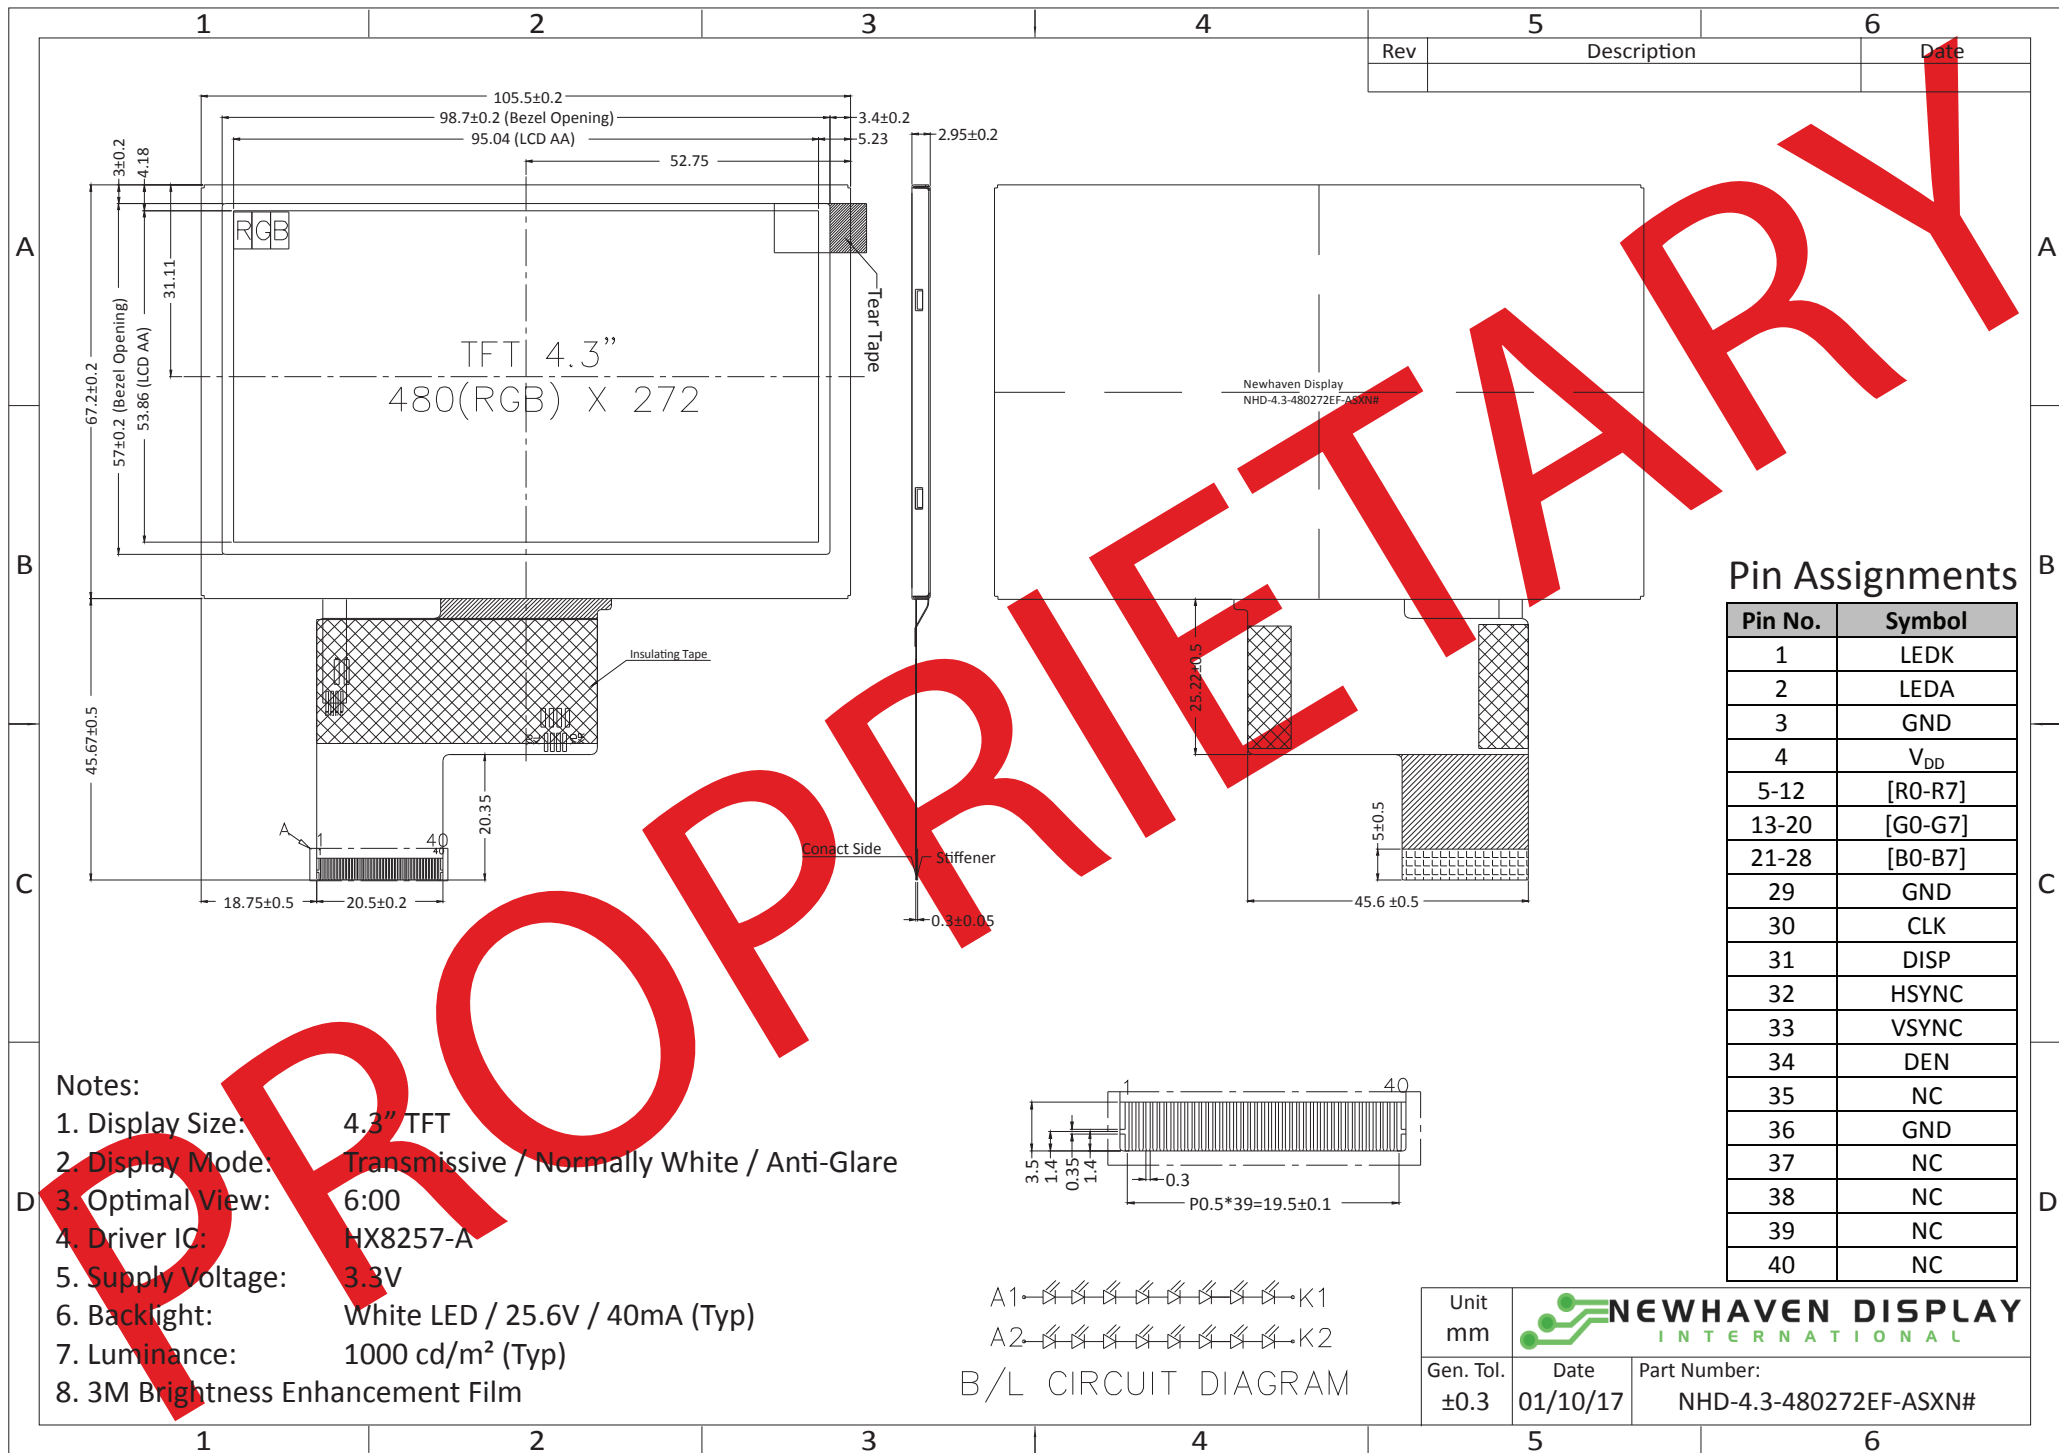 1 2 3 4 5 6
Rev Description Date
105.5±0.2
98.7±0.2 (Bezel Opening) 3.4±0.2
95.04 (LCD AA) 5.23
52.75
2.95±0.2
3±0.2
4.18
31.11
67.2±0.2
57±0.2 (Bezel Opening)
53.86 (LCD AA)
RGB
TFT 4.3”
480(RGB) X 272
Tear Tape
A A
Newhaven Display
NHD-4.3-480272EF-ASXN#
B B
Insulating Tape
45.67±0.5
20.35
A
1 40
40
18.75±0.5 20.5±0.2
Conact Side
Stiffener
0.3±0.05
25.22±0.5
5±0.5
45.6 ±0.5
C C
Pin Assignments
Pin No. Symbol
1 LEDK
2 LEDA
3 GND
4 VDD
5-12 [R0-R7]
13-20 [G0-G7]
21-28 [B0-B7]
29 GND
30 CLK
31 DISP
32 HSYNC
33 VSYNC
34 DEN
35 NC
36 GND
37 NC
38 NC
39 NC
40 NC
PROPRIETARY
Notes:
1. Display Size: 4.3” TFT
2. Display Mode: Transmissive / Normally White / Anti-Glare
3. Optimal View: 6:00
4. Driver IC: HX8257-A
5. Supply Voltage: 3.3V
6. Backlight: White LED / 25.6V / 40mA (Typ)
7. Luminance: 1000 cd/m² (Typ)
8. 3M Brightness Enhancement Film
D D
1 40
3.5
1.4
0.35
1.4
0.3
P0.5*39=19.5±0.1
A1 K1
A2 K2
B/L CIRCUIT DIAGRAM
Unit
mm
NEWHAVEN DISPLAY
INTERNATIONAL
Gen. Tol.
±0.3
Date
01/10/17
Part Number:
NHD-4.3-480272EF-ASXN#
1 2 3 4 5 6